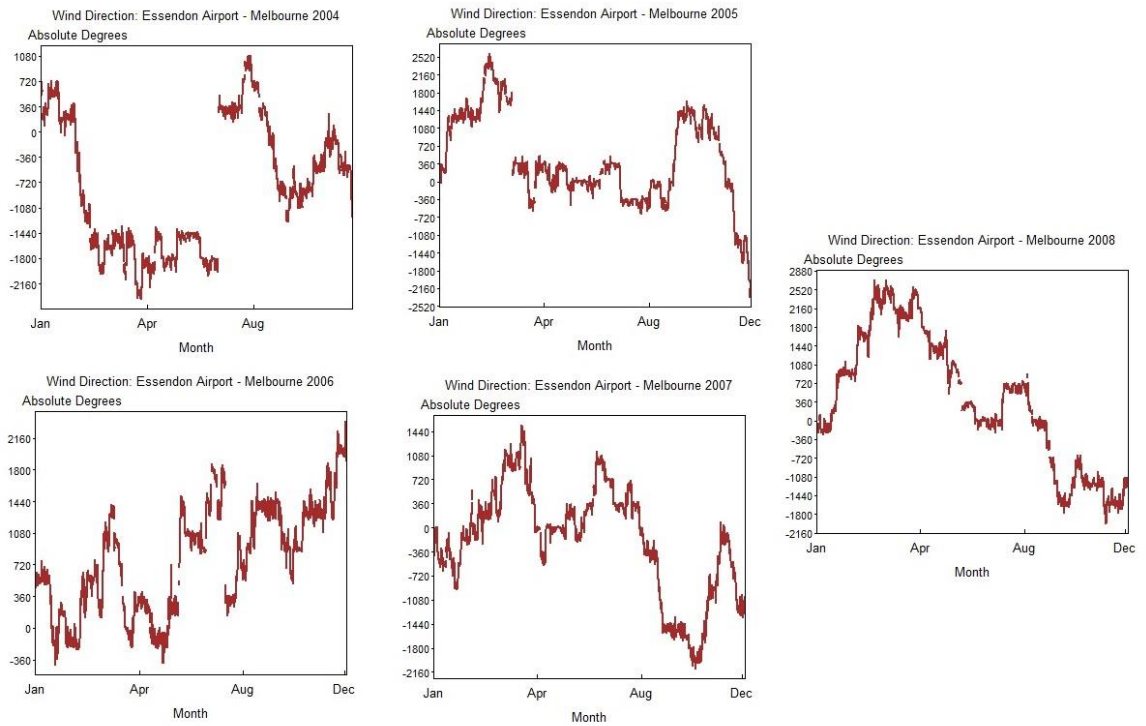 Wind Direction: Essendon Airport - Melbourne 2004
Absolute Degrees
1080
720
360
0
-360
-720
-1080
-1440
-1800
-2160
Jan Apr Aug
Month
Wind Direction: Essendon Airport - Melbourne 2005
Absolute Degrees
2520
2160
1800
1440
1080
720
360
0
-360
-720
-1080
-1440
-1800
-2160
-2520
Jan Apr Aug Dec
Month
Wind Direction: Essendon Airport - Melbourne 2006
Absolute Degrees
2160
1800
1440
1080
720
360
0
-360
Jan Apr Aug Dec
Month
Wind Direction: Essendon Airport - Melbourne 2007
Absolute Degrees
1440
1080
720
360
0
-360
-720
-1080
-1440
-1800
-2160
Jan Apr Aug Dec
Month
Wind Direction: Essendon Airport - Melbourne 2008
Absolute Degrees
2880
2520
2160
1800
1440
1080
720
360
0
-360
-720
-1080
-1440
-1800
-2160
Jan Apr Aug Dec
Month